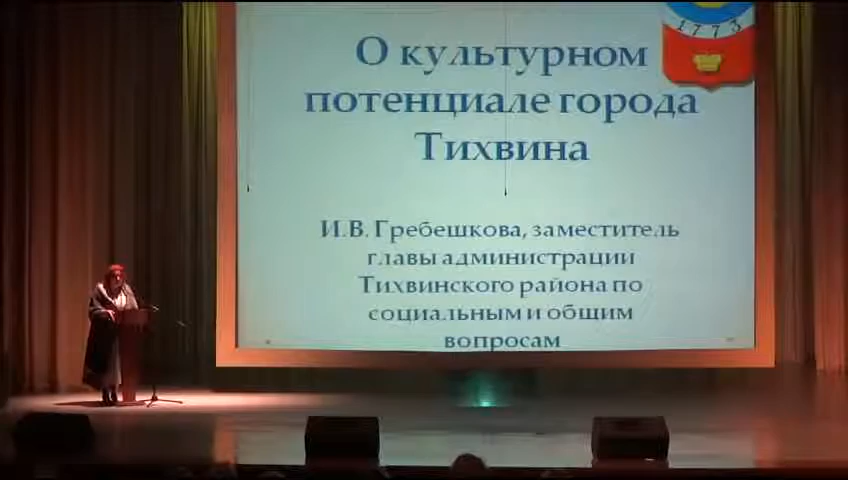 1773
О культурном
потенциале города
Тихвина
И.В. Гребешкова, заместитель
главы администрации
Тихвинского района по
социальным и общим
вопросам